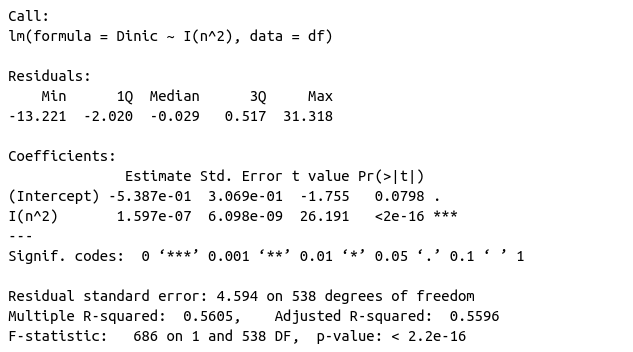 Call:
lm(formula = Dinic ~ I(n^2), data = df)
Residuals:
    Min      1Q  Median      3Q     Max
-13.221  -2.020  -0.029   0.517  31.318
Coefficients:
              Estimate Std. Error t value Pr(>|t|)
(Intercept) -5.387e-01  3.069e-01  -1.755   0.0798 .
I(n^2)       1.597e-07  6.098e-09  26.191   <2e-16 ***
---
Signif. codes:  0 ‘***’ 0.001 ‘**’ 0.01 ‘*’ 0.05 ‘.’ 0.1 ‘ ’ 1
Residual standard error: 4.594 on 538 degrees of freedom
Multiple R-squared:  0.5605,    Adjusted R-squared:  0.5596
F-statistic:   686 on 1 and 538 DF,  p-value: < 2.2e-16